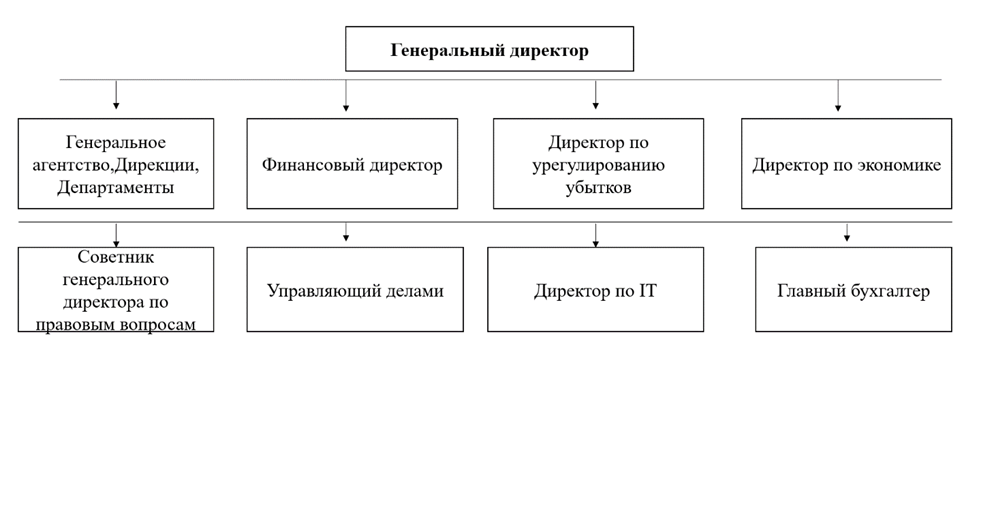 Генеральный директор
Генеральное
агентство,Дирекции,
Департаменты
Финансовый директор
Директор по
урегулированию
убытков
Директор по экономике
Советник
генерального
директора по
правовым вопросам
Управляющий делами
Директор по IT
Главный бухгалтер